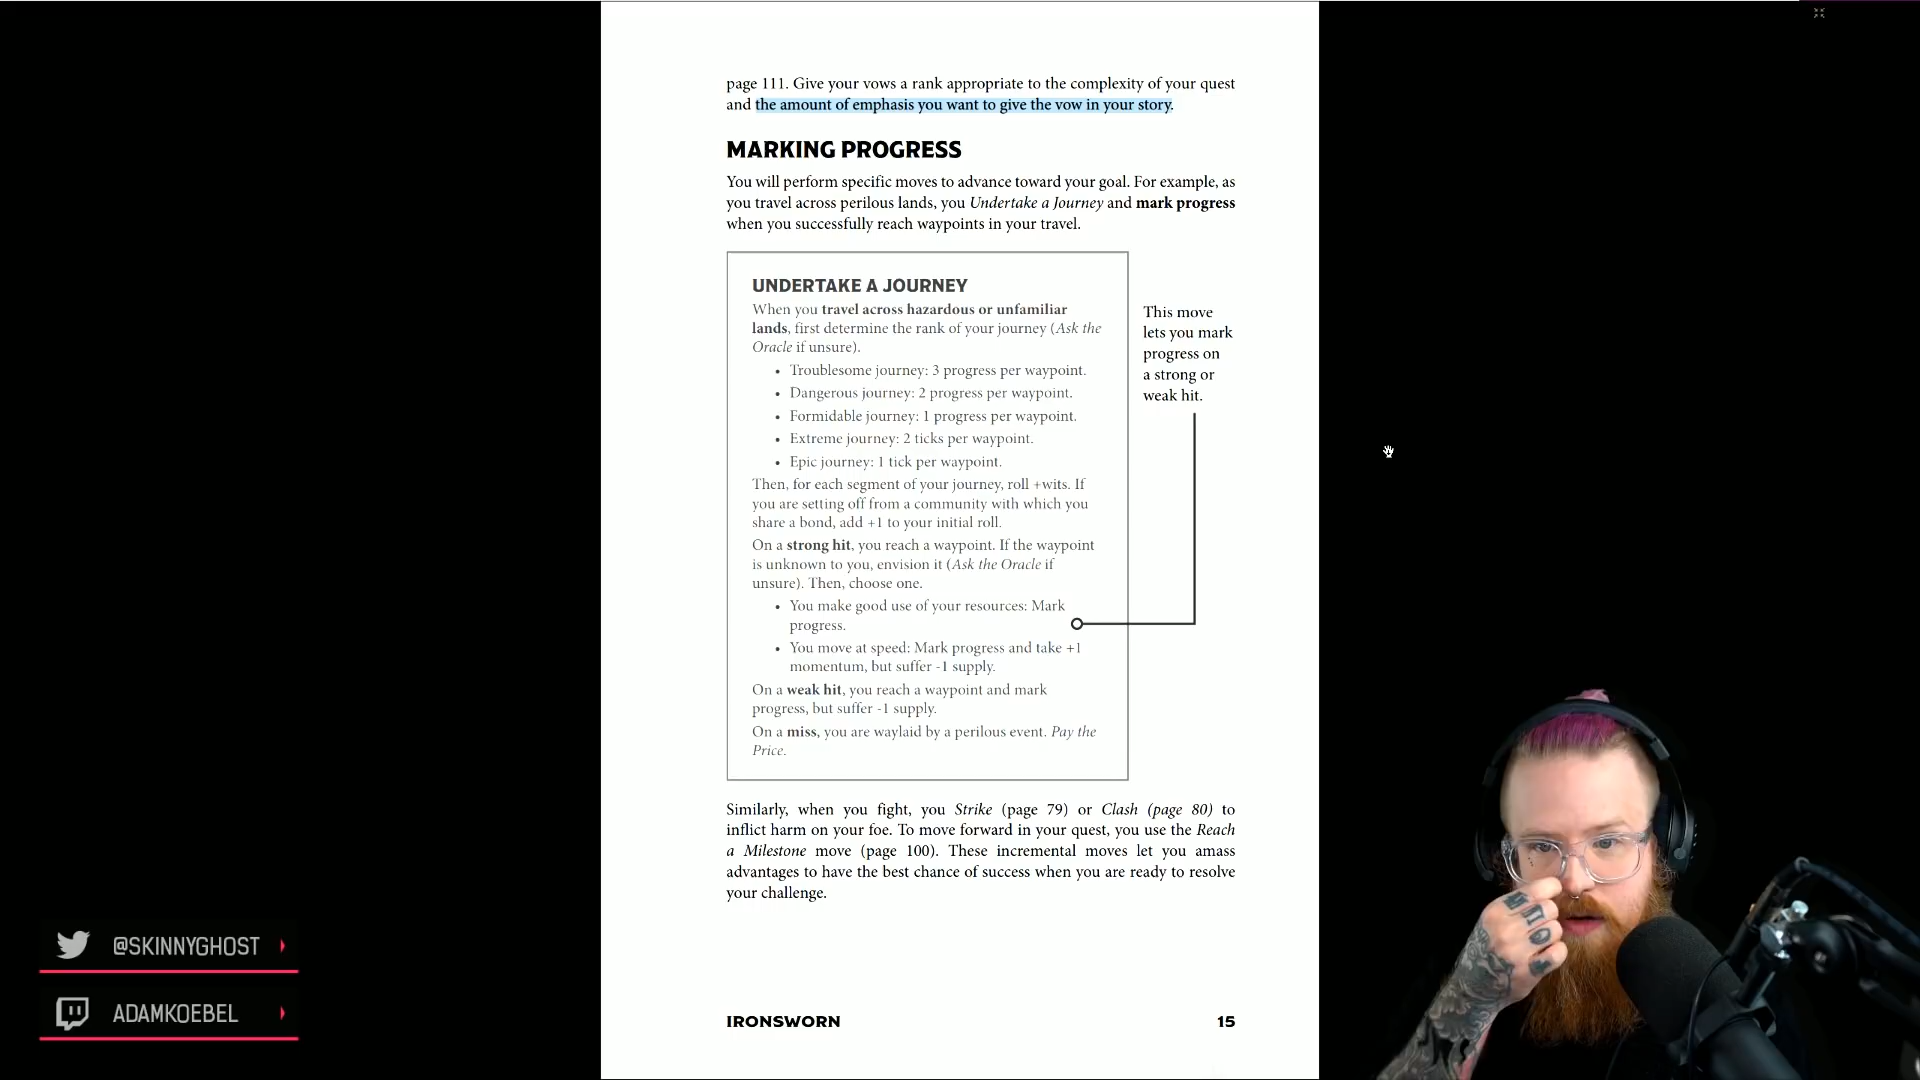 page 111. Give your vows a rank appropriate to the complexity of your quest
and the amount of emphasis you want to give the vow in your story.
MARKING PROGRESS
You will perform specific moves to advance toward your goal. For example, as
you travel across perilous lands, you Undertake a Journey and mark progress
when you successfully reach waypoints in your travel.
UNDERTAKE A JOURNEY
When you travel across hazardous or unfamiliar
lands, first determine the rank of your journey (Ask the
Oracle if unsure).
• Troublesome journey: 3 progress per waypoint.
• Dangerous journey: 2 progress per waypoint.
• Formidable journey: 1 progress per waypoint.
• Extreme journey: 2 ticks per waypoint.
• Epic journey: 1 tick per waypoint.
Then, for each segment of your journey, roll +wits. If
you are setting off from a community with which you
share a bond, add +1 to your initial roll.
On a strong hit, you reach a waypoint. If the waypoint
is unknown to you, envision it (Ask the Oracle if
unsure). Then, choose one.
• You make good use of your resources: Mark
progress.
• You move at speed: Mark progress and take +1
momentum, but suffer -1 supply.
On a weak hit, you reach a waypoint and mark
progress, but suffer -1 supply.
On a miss, you are waylaid by a perilous event. Pay the
Price.
This move
lets you mark
progress on
a strong or
weak hit.
Similarly, when you fight, you Strike (page 79) or Clash (page 80) to
inflict harm on your foe. To move forward in your quest, you use the Reach
a Milestone move (page 100). These incremental moves let you amass
advantages to have the best chance of success when you are ready to resolve
your challenge.
IRONSWORN
15
@SKINNYGHOST
ADAMKOEBEL